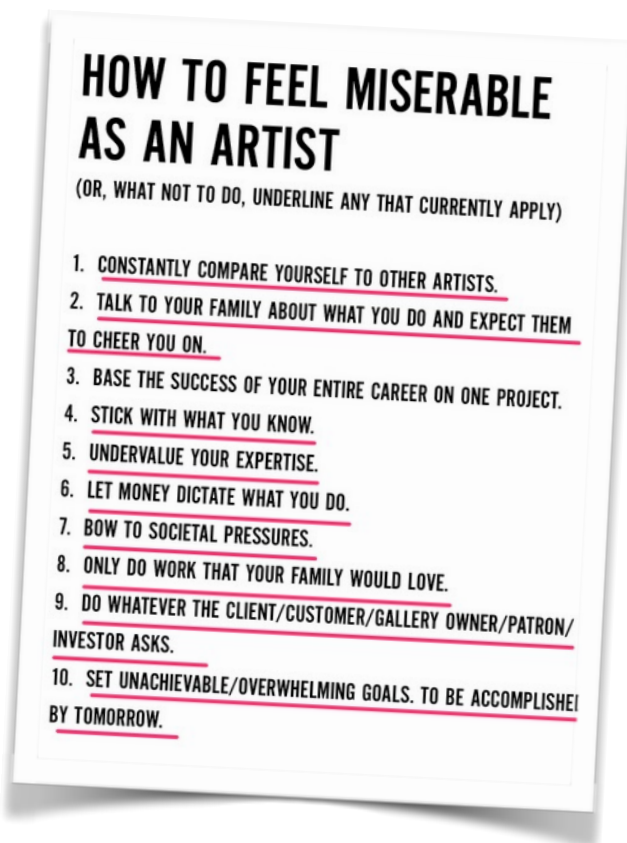 HOW TO FEEL MISERABLE
AS AN ARTIST
(OR, WHAT NOT TO DO, UNDERLINE ANY THAT CURRENTLY APPLY)
1. CONSTANTLY COMPARE YOURSELF TO OTHER ARTISTS.
2. TALK TO YOUR FAMILY ABOUT WHAT YOU DO AND EXPECT THEM
TO CHEER YOU ON.
3. BASE THE SUCCESS OF YOUR ENTIRE CAREER ON ONE PROJECT.
4. STICK WITH WHAT YOU KNOW.
5. UNDERVALUE YOUR EXPERTISE.
6. LET MONEY DICTATE WHAT YOU DO.
7. BOW TO SOCIETAL PRESSURES.
8. ONLY DO WORK THAT YOUR FAMILY WOULD LOVE.
9. DO WHATEVER THE CLIENT/CUSTOMER/GALLERY OWNER/PATRON/
INVESTOR ASKS.
10. SET UNACHIEVABLE/OVERWHELMING GOALS. TO BE ACCOMPLISHE
BY TOMORROW.